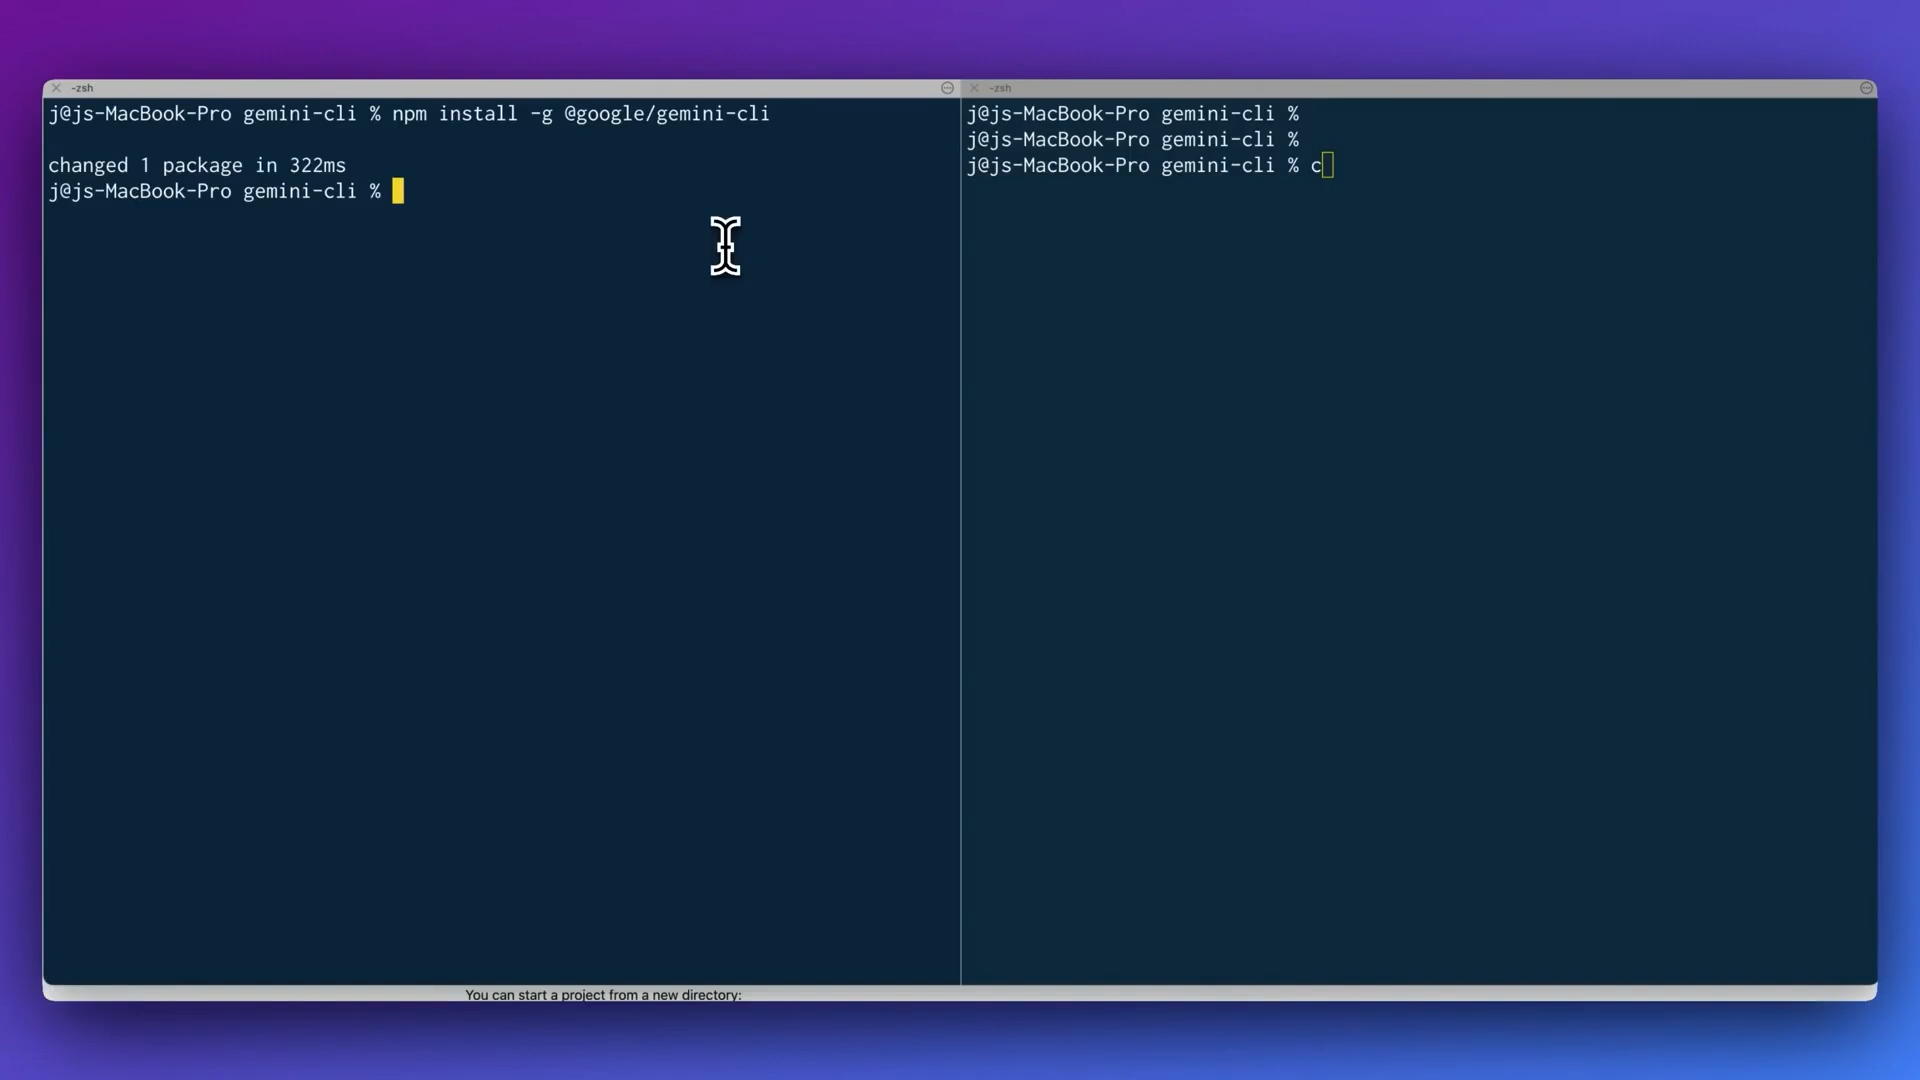 -zsh
j@js-MacBook-Pro gemini-cli % npm install -g @google/gemini-cli
changed 1 package in 322ms
j@js-MacBook-Pro gemini-cli %
-zsh
j@js-MacBook-Pro gemini-cli %
j@js-MacBook-Pro gemini-cli %
j@js-MacBook-Pro gemini-cli % c
You can start a project from a new directory: